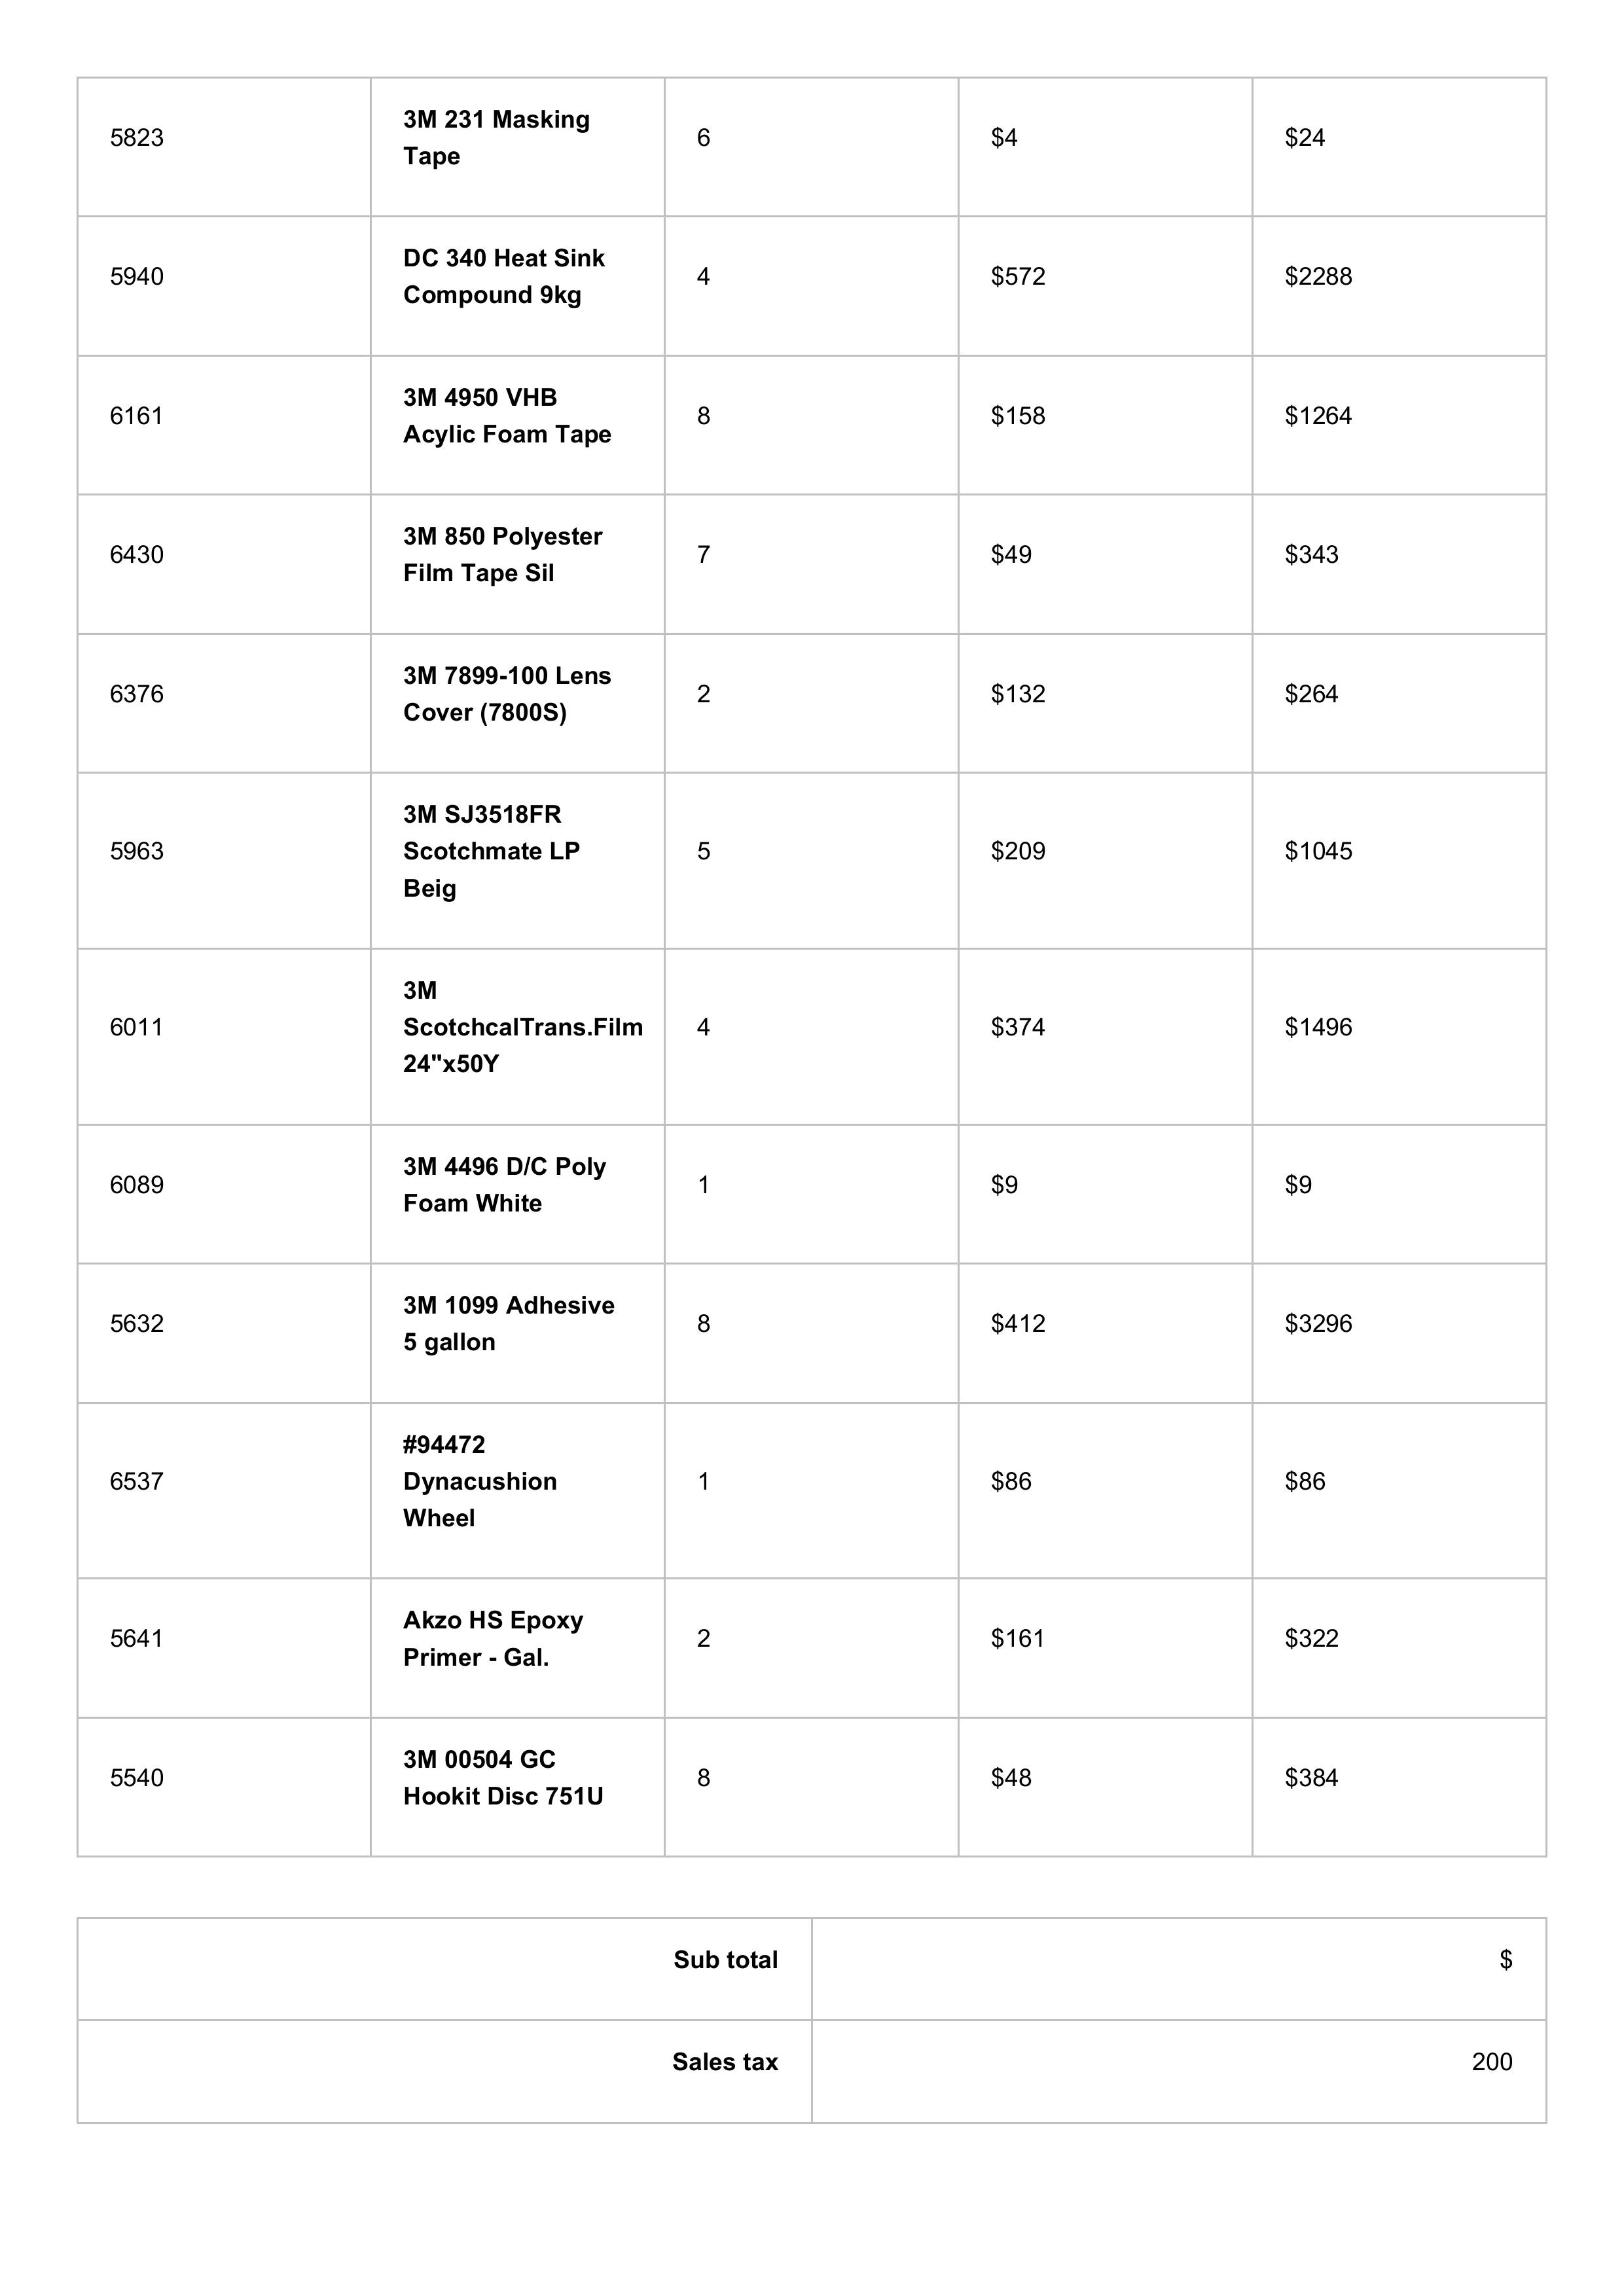 5823 3M 231 Masking Tape 6 $4 $24
5940 DC 340 Heat Sink Compound 9kg 4 $572 $2288
6161 3M 4950 VHB Acylic Foam Tape 8 $158 $1264
6430 3M 850 Polyester Film Tape Sil 7 $49 $343
6376 3M 7899-100 Lens Cover (7800S) 2 $132 $264
5963 3M SJ3518FR Scotchmate LP Beig 5 $209 $1045
6011 3M ScotchcalTrans.Film 24"x50Y 4 $374 $1496
6089 3M 4496 D/C Poly Foam White 1 $9 $9
5632 3M 1099 Adhesive 5 gallon 8 $412 $3296
6537 #94472 Dynacushion Wheel 1 $86 $86
5641 Akzo HS Epoxy Primer - Gal. 2 $161 $322
5540 3M 00504 GC Hookit Disc 751U 8 $48 $384
Sub total $
Sales tax 200